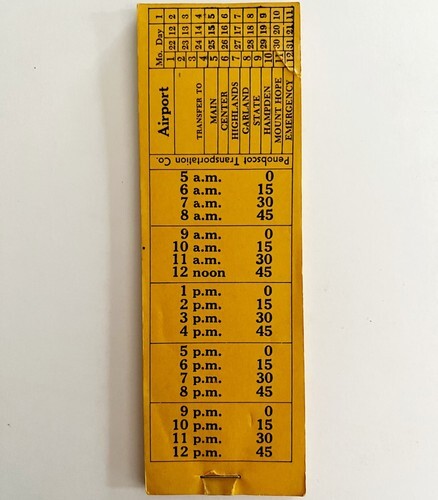 1 2 3 4 5 6 7 8 9 10 11
Day 12 13 14 15 16 17 18 19 20 21
22 23 24 25 26 27 28 29 30 31
Mo. 1 2 3 4 5 6 7 8 9 10 11 12
Airport
TRANSFER TO
MAIN
CENTER
HIGHLANDS
GARLAND
STATE
HAMPDEN
MOUNT HOPE
EMERGENCY
Penobscot Transportation Co.
5 a.m. 0
6 a.m. 15
7 a.m. 30
8 a.m. 45
9 a.m. 0
10 a.m. 15
11 a.m. 30
12 noon 45
1 p.m. 0
2 p.m. 15
3 p.m. 30
4 p.m. 45
5 p.m. 0
6 p.m. 15
7 p.m. 30
8 p.m. 45
9 p.m. 0
10 p.m. 15
11 p.m. 30
12 p.m. 45